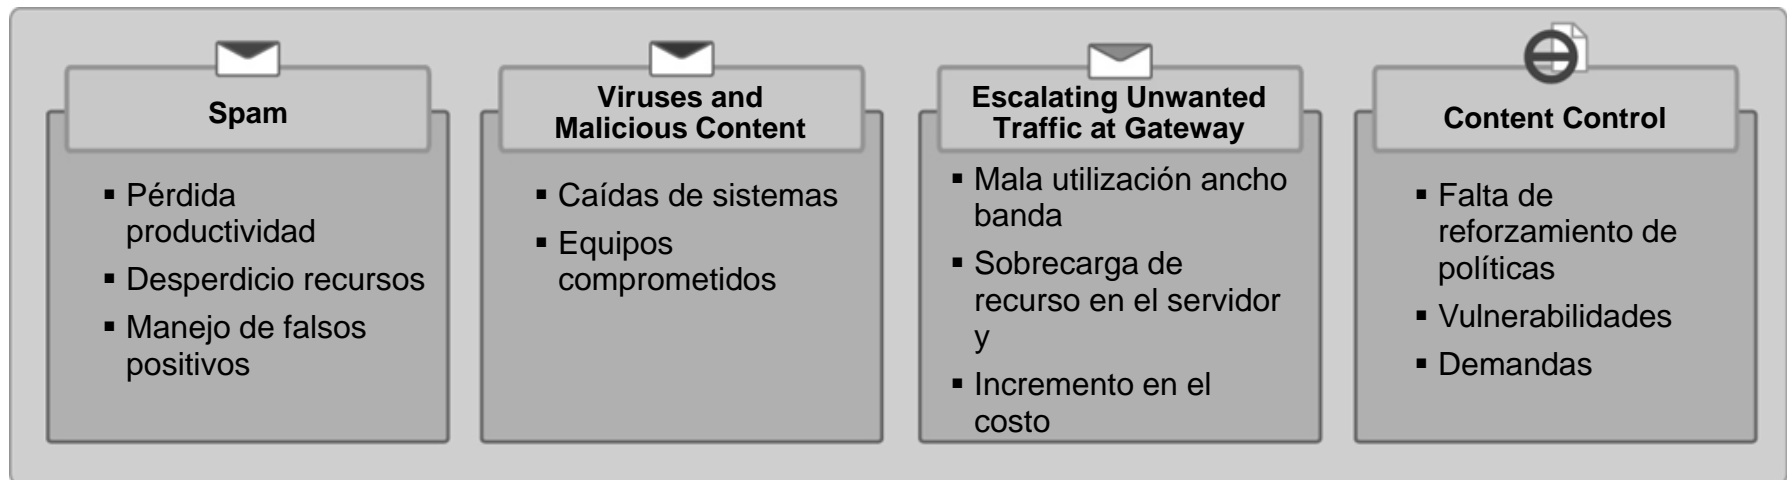 Spam
▪ Pérdida
productividad
▪ Desperdicio recursos
▪ Manejo de falsos
positivos
Viruses and
Malicious Content
▪ Caídas de sistemas
▪ Equipos
comprometidos
Escalating Unwanted
Traffic at Gateway
▪ Mala utilización ancho
banda
▪ Sobrecarga de
recurso en el servidor
y
▪ Incremento en el
costo
Content Control
▪ Falta de
reforzamiento de
políticas
▪ Vulnerabilidades
▪ Demandas